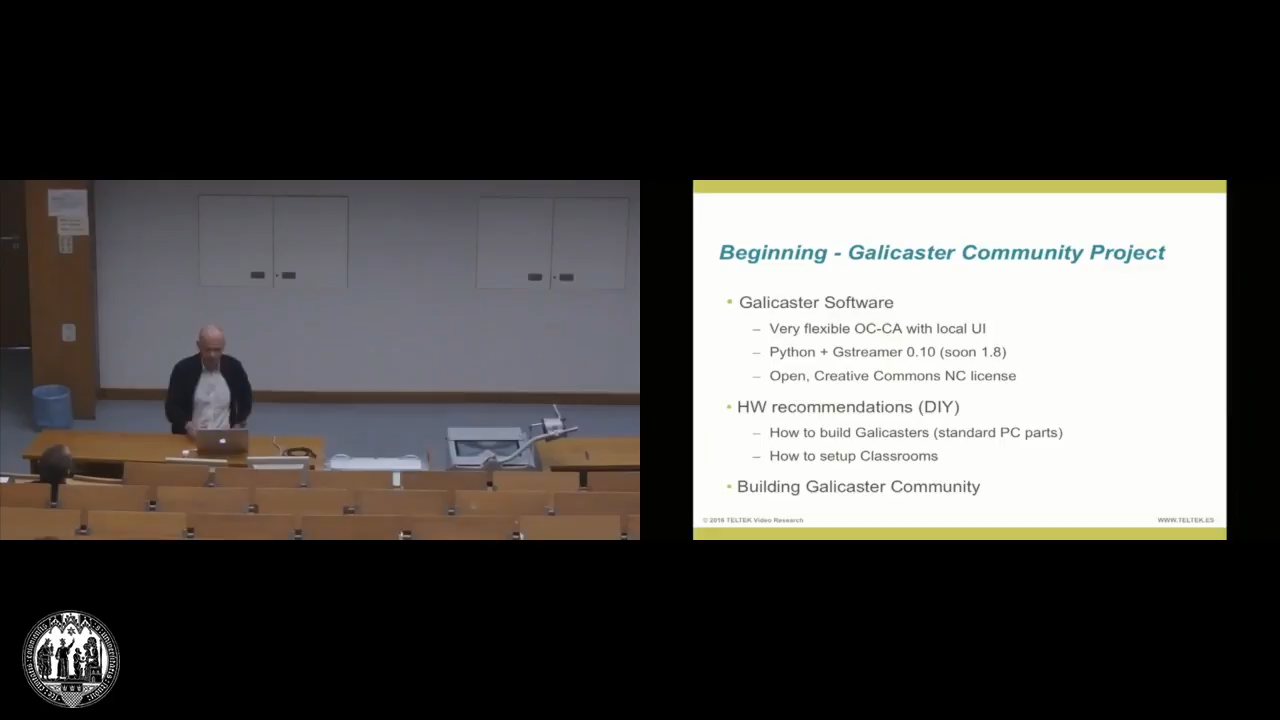 Beginning - Galicaster Community Project
• Galicaster Software
– Very flexible OC-CA with local UI
– Python + Gstreamer 0.10 (soon 1.8)
– Open, Creative Commons NC license
• HW recommendations (DIY)
– How to build Galicasters (standard PC parts)
– How to setup Classrooms
• Building Galicaster Community
© 2016 TELTEK Video Research
WWW.TELTEK.ES